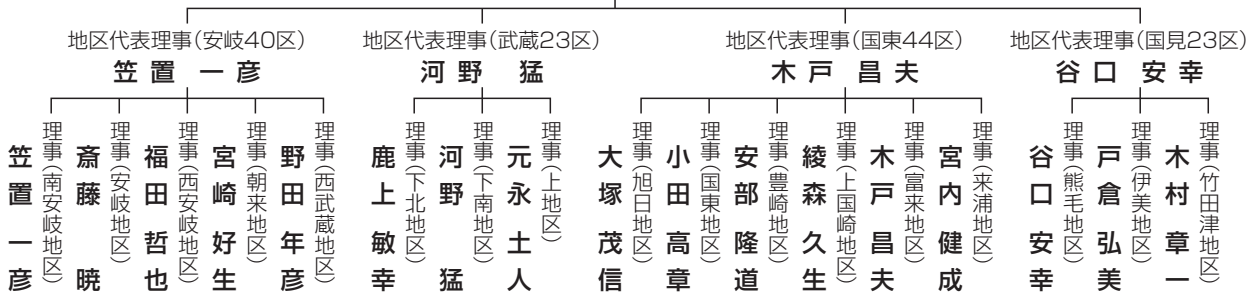 地区代表理事(安岐40区)
笠置 一彦
地区代表理事(武蔵23区)
河野 猛
地区代表理事(国東44区)
木戸 昌夫
地区代表理事(国見23区)
谷口 安幸
理事(西武蔵地区)
野田年彦
理事(朝来地区)
宮崎好生
理事(西安岐地区)
福田哲也
理事(安岐地区)
斎藤暁
理事(南安岐地区)
笠置一彦
理事(上地区)
元永土人
理事(下南地区)
河野猛
理事(下北地区)
鹿上敏幸
理事(来浦地区)
宮内健成
理事(富来地区)
木戸昌夫
理事(上国崎地区)
綾森久生
理事(豊崎地区)
安部隆道
理事(国東地区)
小田高章
理事(旭日地区)
大塚茂信
理事(竹田津地区)
木村章一
理事(伊美地区)
戸倉弘美
理事(熊毛地区)
谷口安幸